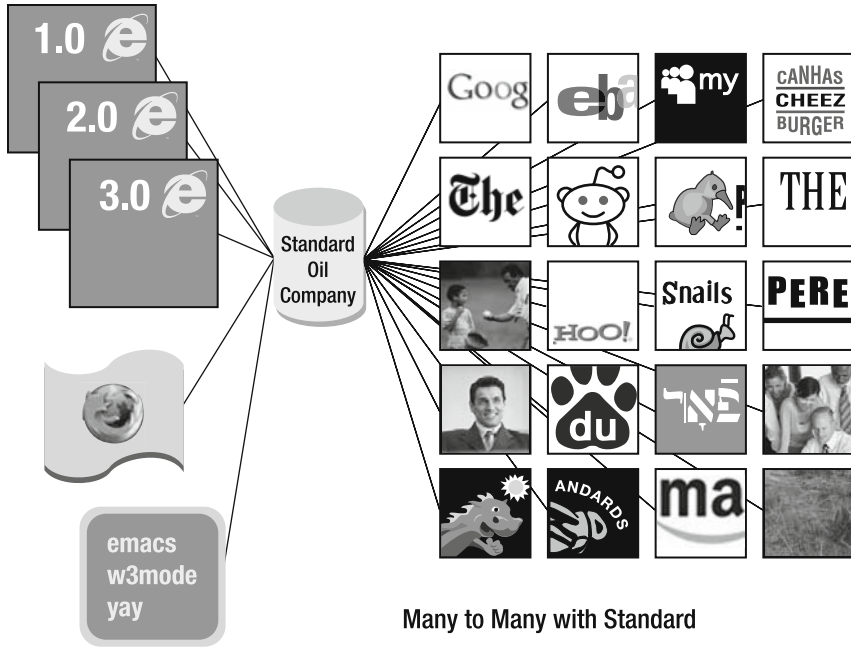 1.0
2.0
3.0
Standard
Oil
Company
emacs
w3mode
yay
Goog
eba
my
CANHAS
CHEEZ
BURGER
The
THE
HOO!
Snails
PERE
du
ANDARDS
ma
Many to Many with Standard